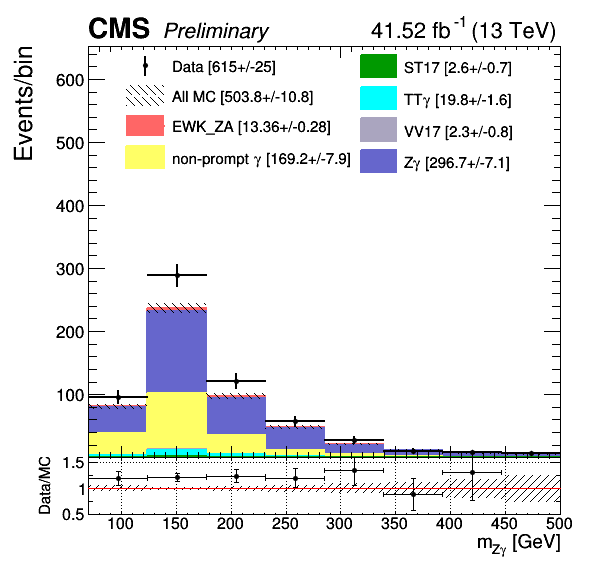 CMS Preliminary 41.52 fb⁻¹ (13 TeV)
Events/bin
Data [615+/-25]
All MC [503.8+/-10.8]
EWK_ZA [13.36+/-0.28]
non-prompt γ [169.2+/-7.9]
ST17 [2.6+/-0.7]
TTγ [19.8+/-1.6]
VV17 [2.3+/-0.8]
Zγ [296.7+/-7.1]
600
500
400
300
200
100
Data/MC
1.5
1
0.5
100 150 200 250 300 350 400 450 500
m_Zγ [GeV]